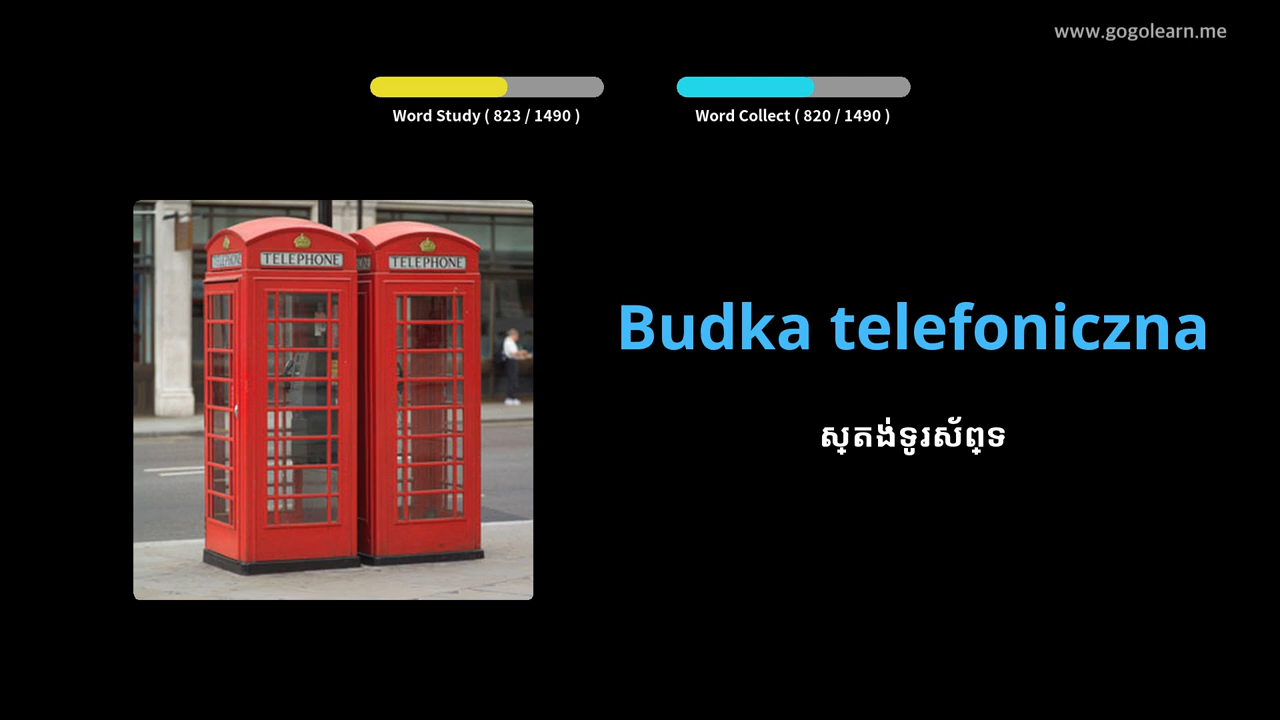 www.gogolearn.me
Word Study ( 823 / 1490 )
Word Collect ( 820 / 1490 )
TELEPHONE
TELEPHONE
Budka telefoniczna
ស្តង់ទូរស័ព្ទ